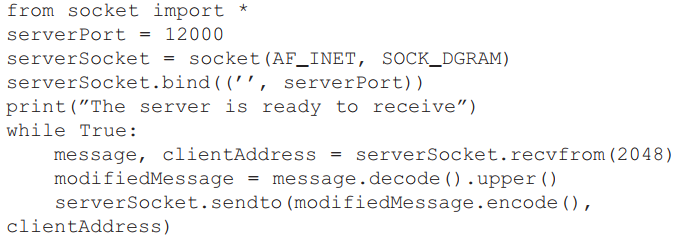 from socket import *
serverPort = 12000
serverSocket = socket(AF_INET, SOCK_DGRAM)
serverSocket.bind((’’, serverPort))
print(”The server is ready to receive”)
while True:
    message, clientAddress = serverSocket.recvfrom(2048)
    modifiedMessage = message.decode().upper()
    serverSocket.sendto(modifiedMessage.encode(),
clientAddress)